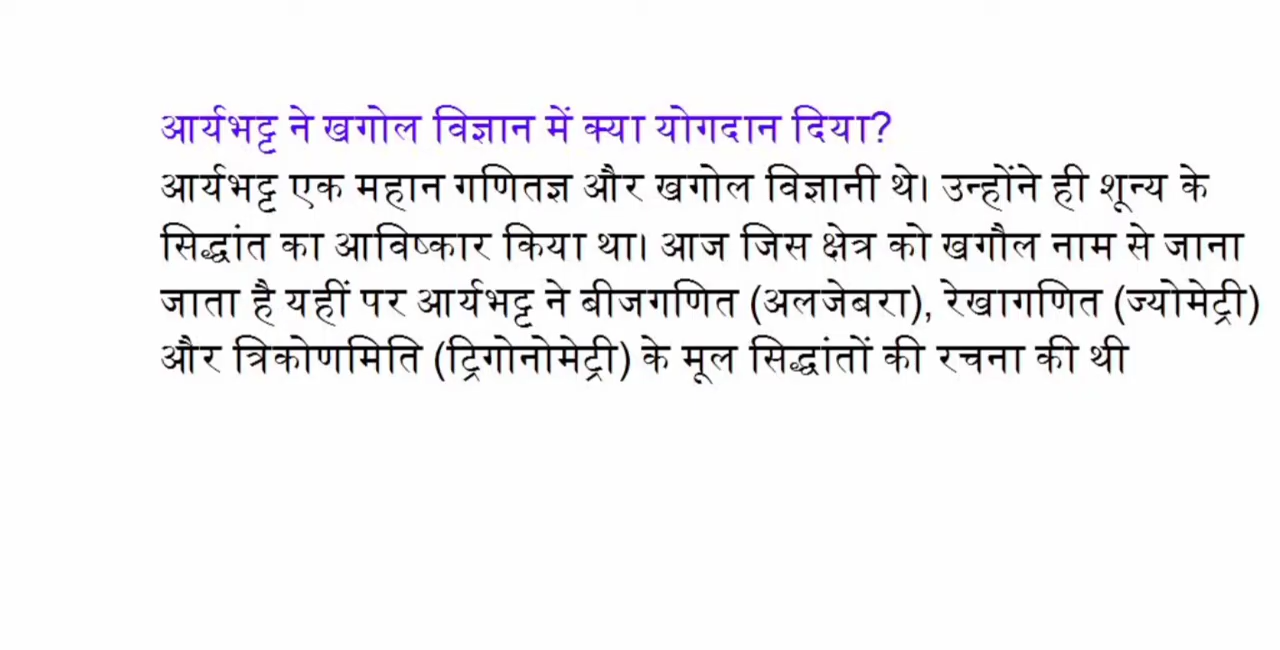 आर्यभट्ट ने खगोल विज्ञान में क्या योगदान दिया?
आर्यभट्ट एक महान गणितज्ञ और खगोल विज्ञानी थे। उन्होंने ही शून्य के
सिद्धांत का आविष्कार किया था। आज जिस क्षेत्र को खगौल नाम से जाना
जाता है यहीं पर आर्यभट्ट ने बीजगणित (अलजेबरा), रेखागणित (ज्योमेट्री)
और त्रिकोणमिति (ट्रिगोनोमेट्री) के मूल सिद्धांतों की रचना की थी